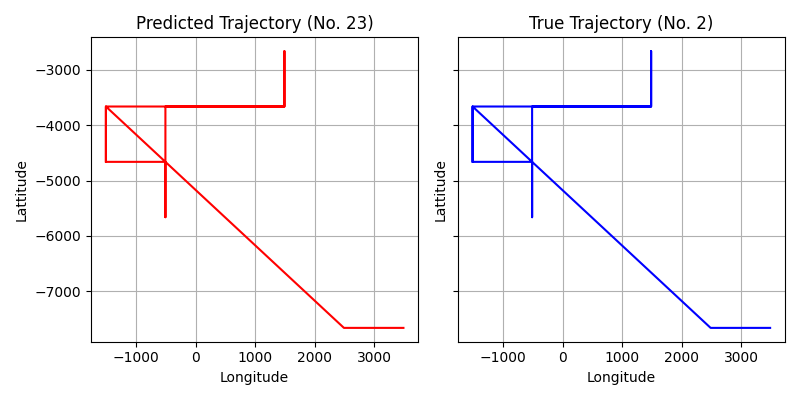 Predicted Trajectory (No. 23)
True Trajectory (No. 2)
−3000
−4000
−5000
−6000
−7000
Lattitude
Lattitude
−1000 0 1000 2000 3000
−1000 0 1000 2000 3000
Longitude
Longitude